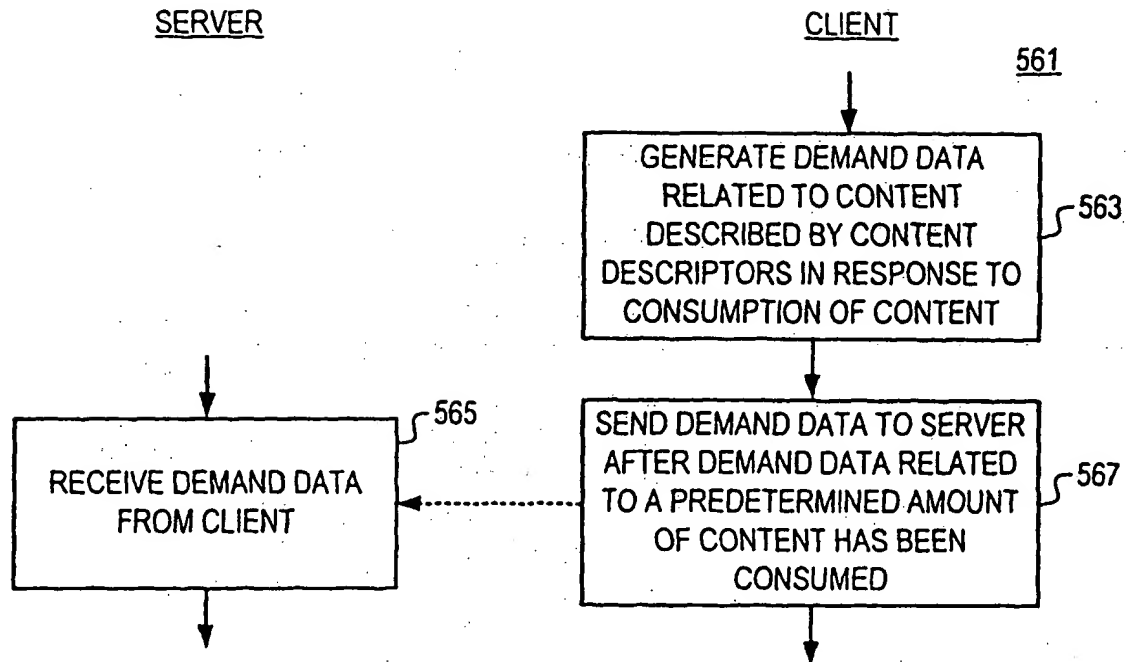 SERVER
CLIENT
561
GENERATE DEMAND DATA
RELATED TO CONTENT
DESCRIBED BY CONTENT
DESCRIPTORS IN RESPONSE TO
CONSUMPTION OF CONTENT
563
565
RECEIVE DEMAND DATA
FROM CLIENT
SEND DEMAND DATA TO SERVER
AFTER DEMAND DATA RELATED
TO A PREDETERMINED AMOUNT
OF CONTENT HAS BEEN
CONSUMED
567